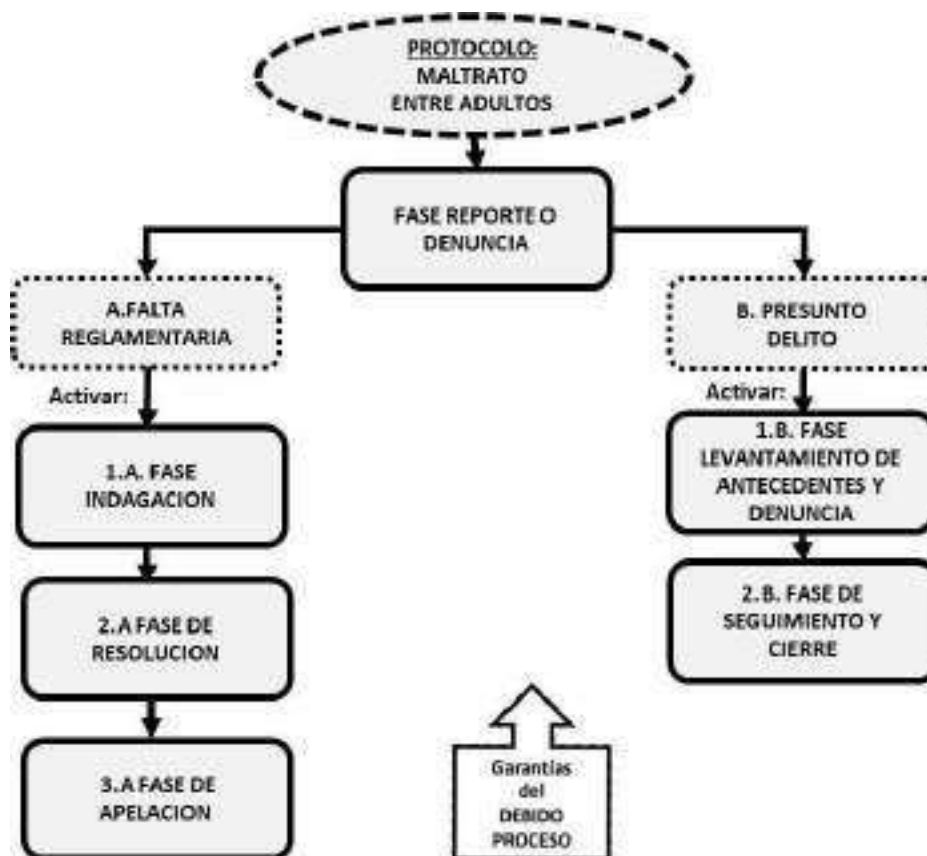 PROTOCOLO:
MALTRATO
ENTRE ADULTOS
FASE REPORTE O
DENUNCIA
A.FALTA
REGLAMENTARIA
B. PRESUNTO
DELITO
Activar:
Activar:
1.A. FASE
INDAGACION
1.B. FASE
LEVANTAMIENTO DE
ANTECEDENTES Y
DENUNCIA
2.A FASE DE
RESOLUCION
2.B. FASE DE
SEGUIMIENTO Y
CIERRE
3.A FASE DE
APELACION
Garantías
del
DEBIDO
PROCESO